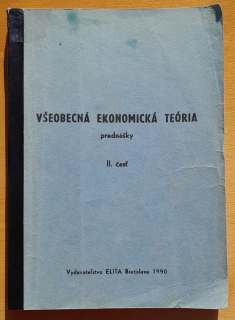 VŠEOBECNÁ EKONOMICKÁ TEÓRIA
prednášky
II. časť
Vydavateľstvo ELITA Bratislava 1990